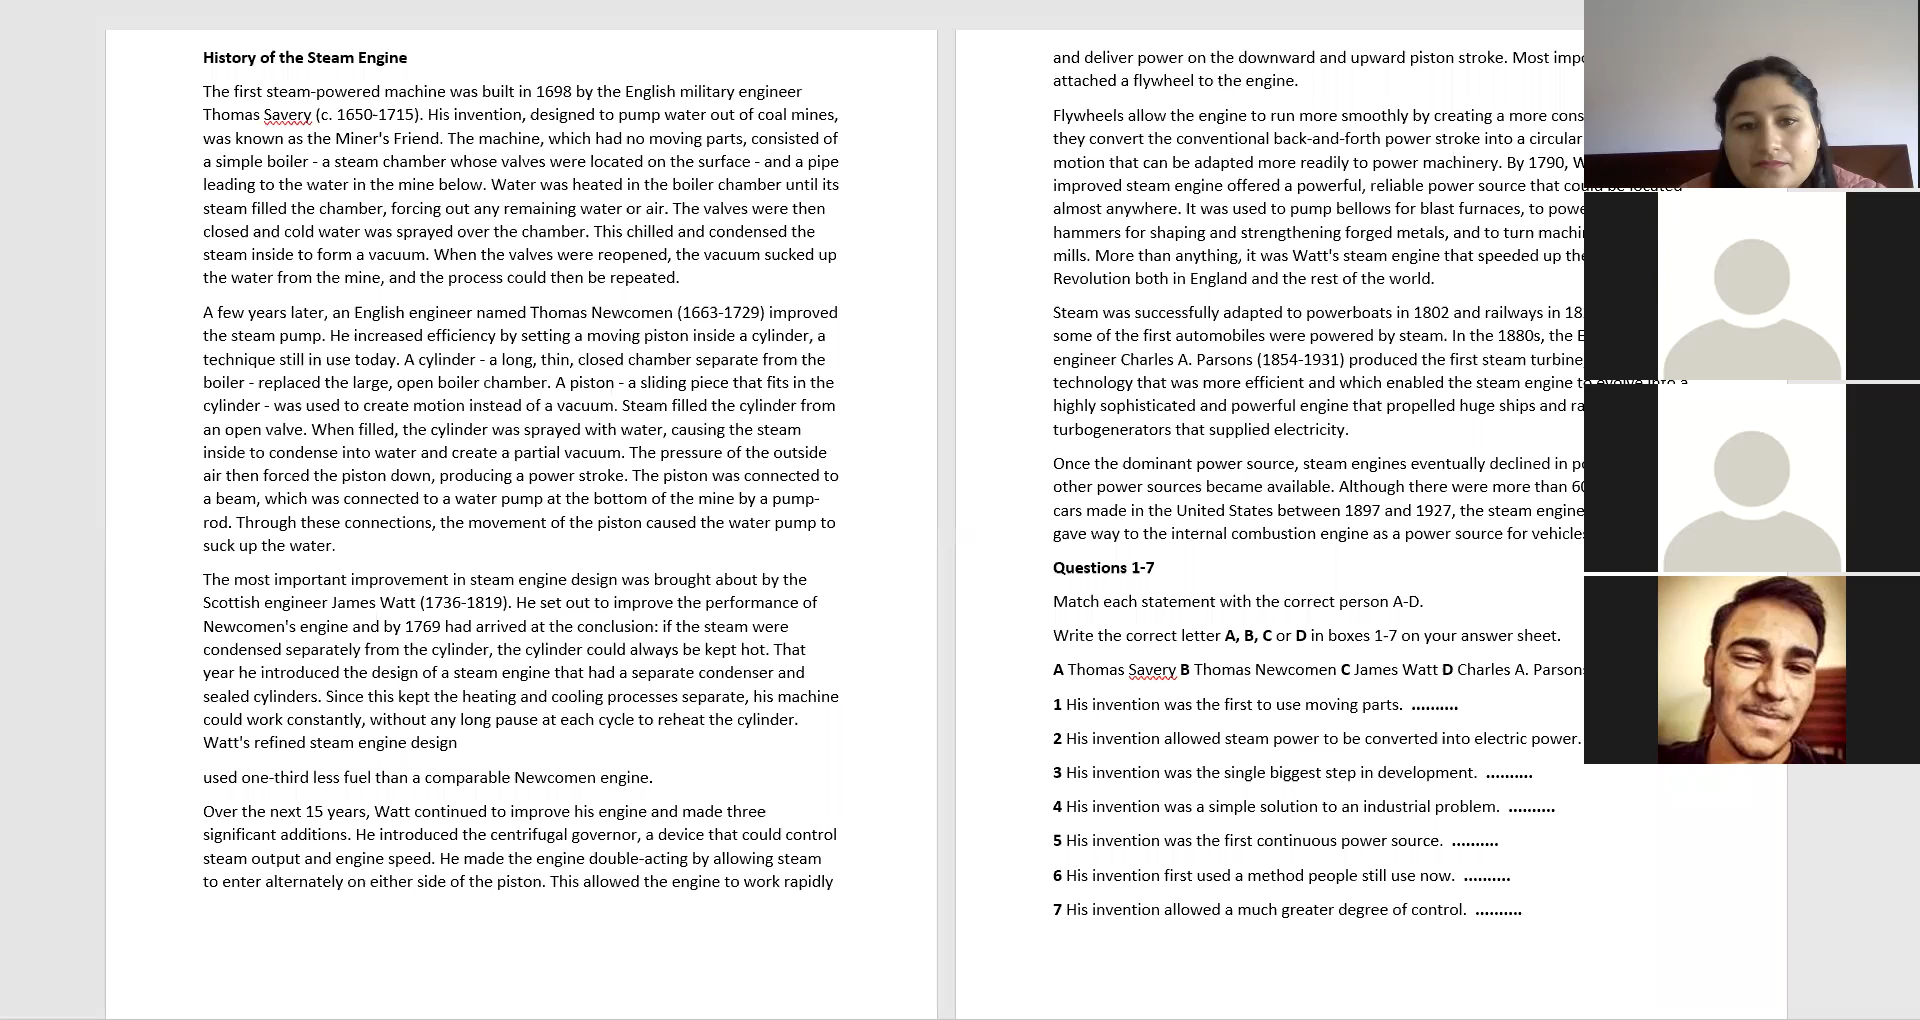 History of the Steam Engine
The first steam-powered machine was built in 1698 by the English military engineer
Thomas Savery (c. 1650-1715). His invention, designed to pump water out of coal mines,
was known as the Miner's Friend. The machine, which had no moving parts, consisted of
a simple boiler - a steam chamber whose valves were located on the surface - and a pipe
leading to the water in the mine below. Water was heated in the boiler chamber until its
steam filled the chamber, forcing out any remaining water or air. The valves were then
closed and cold water was sprayed over the chamber. This chilled and condensed the
steam inside to form a vacuum. When the valves were reopened, the vacuum sucked up
the water from the mine, and the process could then be repeated.
A few years later, an English engineer named Thomas Newcomen (1663-1729) improved
the steam pump. He increased efficiency by setting a moving piston inside a cylinder, a
technique still in use today. A cylinder - a long, thin, closed chamber separate from the
boiler - replaced the large, open boiler chamber. A piston - a sliding piece that fits in the
cylinder - was used to create motion instead of a vacuum. Steam filled the cylinder from
an open valve. When filled, the cylinder was sprayed with water, causing the steam
inside to condense into water and create a partial vacuum. The pressure of the outside
air then forced the piston down, producing a power stroke. The piston was connected to
a beam, which was connected to a water pump at the bottom of the mine by a pump-
rod. Through these connections, the movement of the piston caused the water pump to
suck up the water.
The most important improvement in steam engine design was brought about by the
Scottish engineer James Watt (1736-1819). He set out to improve the performance of
Newcomen's engine and by 1769 had arrived at the conclusion: if the steam were
condensed separately from the cylinder, the cylinder could always be kept hot. That
year he introduced the design of a steam engine that had a separate condenser and
sealed cylinders. Since this kept the heating and cooling processes separate, his machine
could work constantly, without any long pause at each cycle to reheat the cylinder.
Watt's refined steam engine design
used one-third less fuel than a comparable Newcomen engine.
Over the next 15 years, Watt continued to improve his engine and made three
significant additions. He introduced the centrifugal governor, a device that could control
steam output and engine speed. He made the engine double-acting by allowing steam
to enter alternately on either side of the piston. This allowed the engine to work rapidly
and deliver power on the downward and upward piston stroke. Most
attached a flywheel to the engine.
Flywheels allow the engine to run more smoothly by creating a more
they convert the conventional back-and-forth power stroke into a circular
motion that can be adapted more readily to power machinery. By 1790,
improved steam engine offered a powerful, reliable power source that could be located
almost anywhere. It was used to pump bellows for blast furnaces, to
hammers for shaping and strengthening forged metals, and to turn
mills. More than anything, it was Watt's steam engine that speeded up
Revolution both in England and the rest of the world.
Steam was successfully adapted to powerboats in 1802 and railways in
some of the first automobiles were powered by steam. In the 1880s, the
engineer Charles A. Parsons (1854-1931) produced the first steam turbine
technology that was more efficient and which enabled the steam engine to evolve into a
highly sophisticated and powerful engine that propelled huge ships and
turbogenerators that supplied electricity.
Once the dominant power source, steam engines eventually declined in
other power sources became available. Although there were more than
cars made in the United States between 1897 and 1927, the steam engine
gave way to the internal combustion engine as a power source for
Questions 1-7
Match each statement with the correct person A-D.
Write the correct letter A, B, C or D in boxes 1-7 on your answer sheet.
A Thomas Savery B Thomas Newcomen C James Watt D Charles A. Parson
1 His invention was the first to use moving parts. ..........
2 His invention allowed steam power to be converted into electric power.
3 His invention was the single biggest step in development. ..........
4 His invention was a simple solution to an industrial problem. ..........
5 His invention was the first continuous power source. ..........
6 His invention first used a method people still use now. ..........
7 His invention allowed a much greater degree of control. ..........